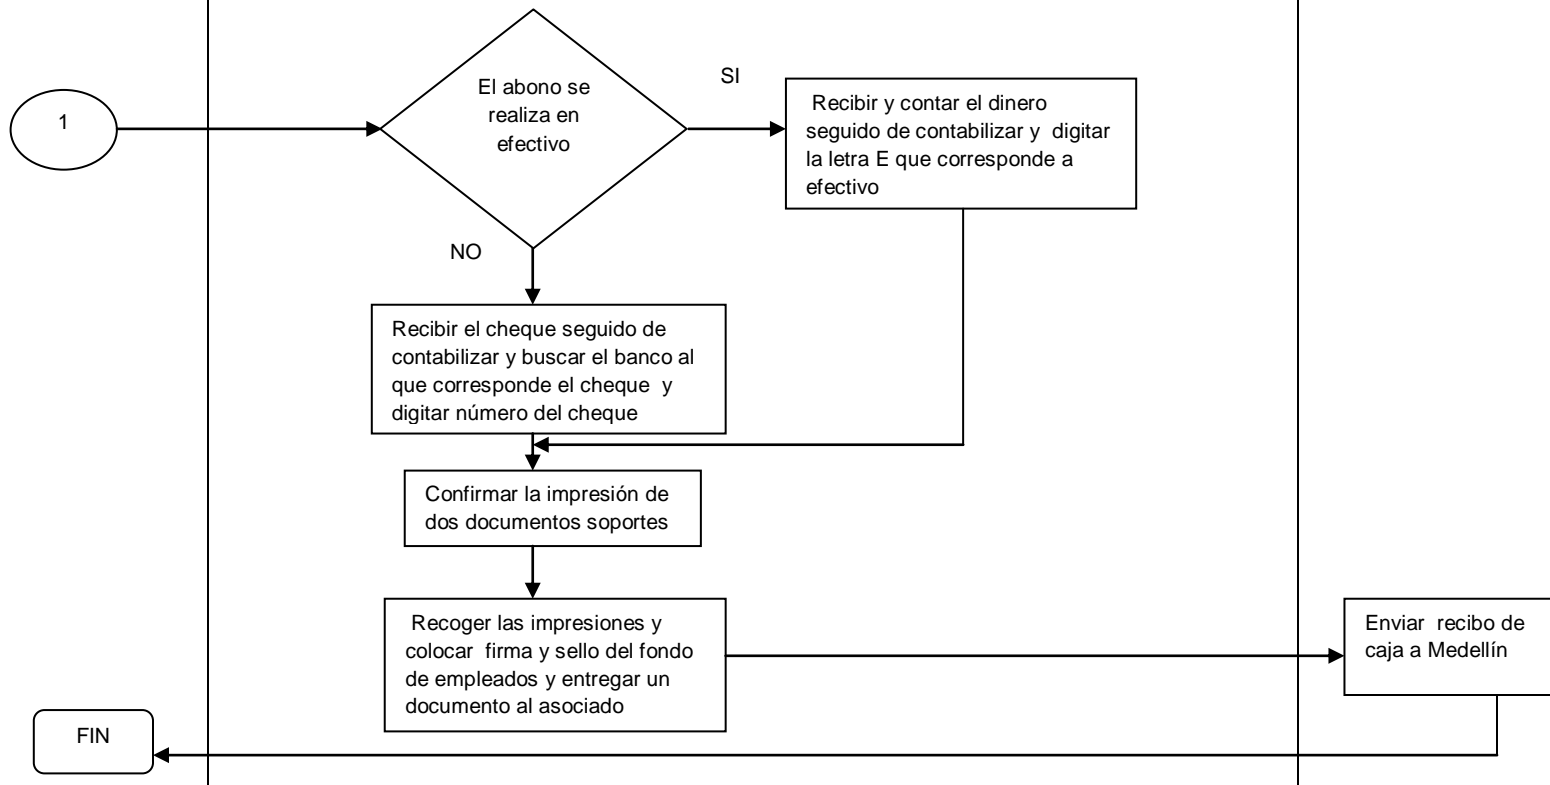 1
El abono se
realiza en
efectivo
SI
Recibir y contar el dinero
seguido de contabilizar y digitar
la letra E que corresponde a
efectivo
NO
Recibir el cheque seguido de
contabilizar y buscar el banco al
que corresponde el cheque y
digitar número del cheque
Confirmar la impresión de
dos documentos soportes
Recoger las impresiones y
colocar firma y sello del fondo
de empleados y entregar un
documento al asociado
Enviar recibo de
caja a Medellín
FIN